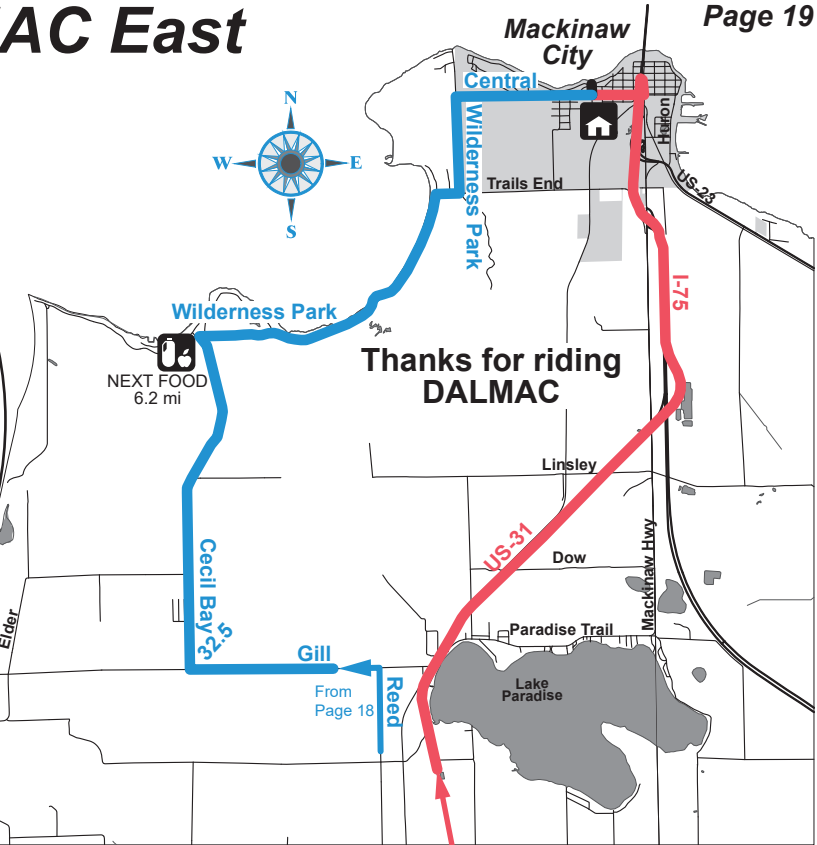 AC East
Page 19
Mackinaw
City
Central
Wilderness Park
Huron
N
W
E
S
Trails End
US-23
I-75
Wilderness Park
NEXT FOOD
6.2 mi
Thanks for riding
DALMAC
Linsley
US-31
Dow
Mackinaw Hwy
Cecil Bay
32.5
Elder
Paradise Trail
Gill
From
Page 18
Reed
Lake
Paradise